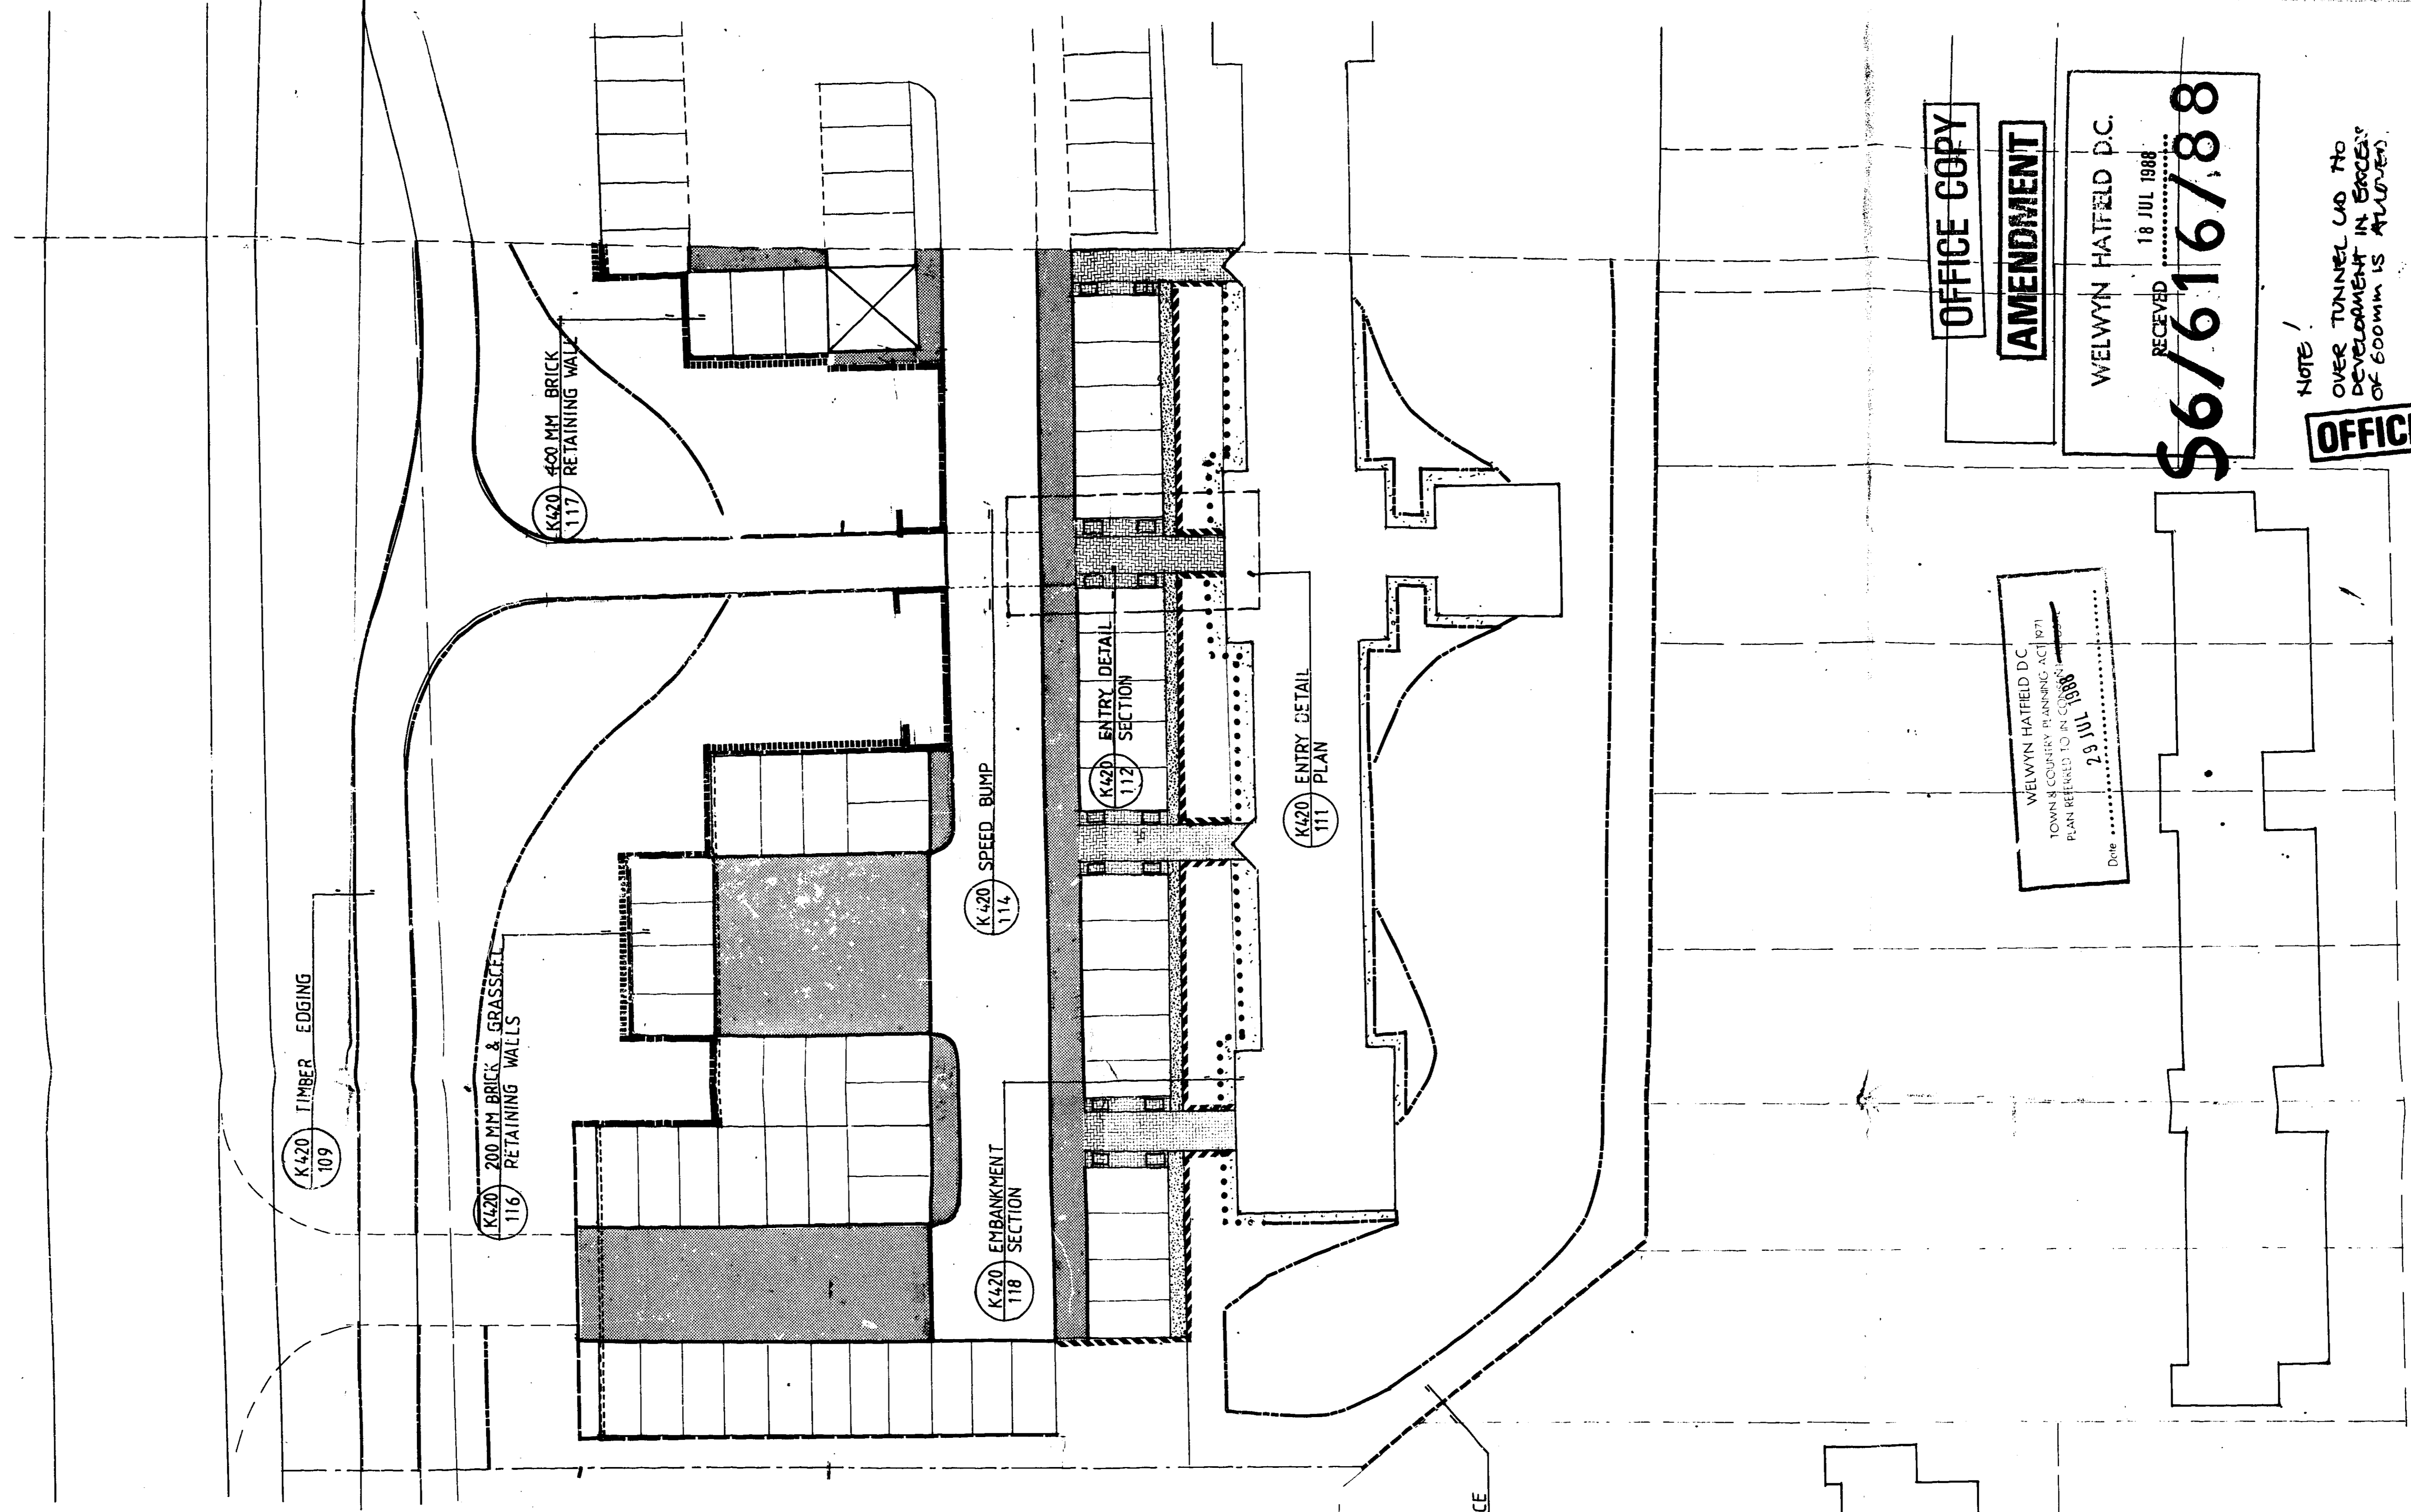 K420
109
TIMBER EDGING
K420
116
200 MM BRICK & GRASSCEL
RETAINING WALLS
K420
117
400 MM BRICK
RETAINING WALL
K420
114
SPEED BUMP
K420
118
EMBANKMENT
SECTION
K420
112
ENTRY DETAIL
SECTION
K420
111
ENTRY DETAIL
PLAN
CE
OFFICE COPY
AMENDMENT
WELWYN HATFIELD D.C.
RECIEVED 18 JUL 1988
S6/616/88
NOTE!
OVER TUNNEL LID NO
DEVELOPMENT IN EXCESS
OF 600mm IS ALLOWED.
OFFIC
WELWYN HATFIELD DC
TOWN & COUNTRY PLANNING ACT 1971
PLAN REFERRED TO IN CONSENT
29 JUL 1988
Date